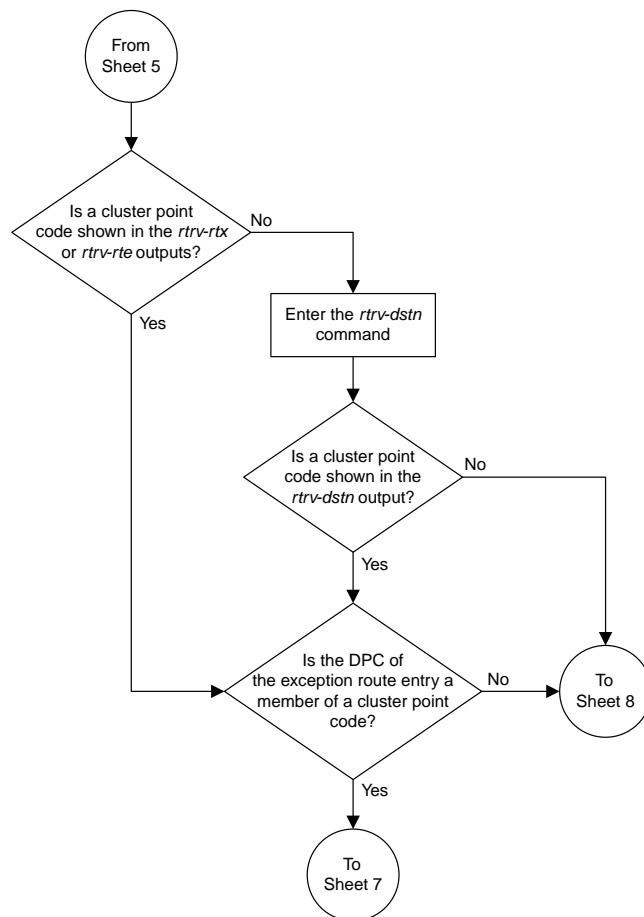 From
Sheet 5
Is a cluster point
code shown in the rtrv-rtx
or rtrv-rte outputs?
No
Yes
Enter the rtrv-dstn
command
Is a cluster point
code shown in the
rtrv-dstn output?
No
Yes
Is the DPC of
the exception route entry a
member of a cluster point
code?
No
To
Sheet 8
Yes
To
Sheet 7